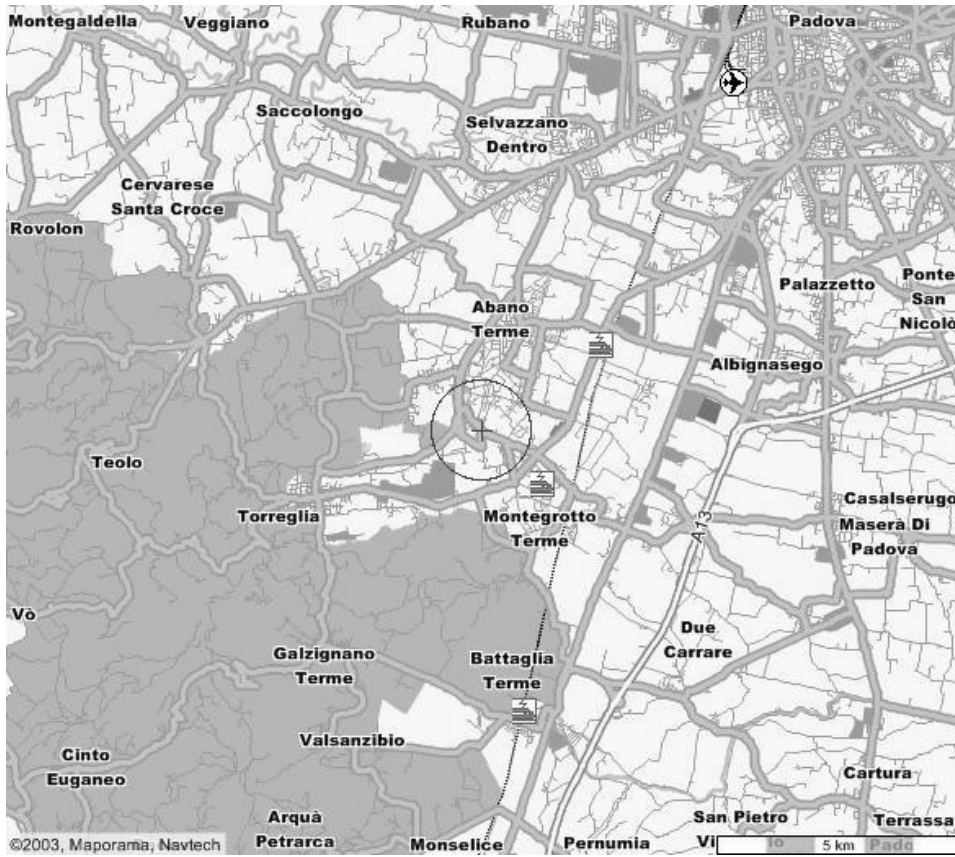 Montegaldella
Veggiano
Rubano
Padova
Saccolongo
Selvazzano
Dentro
Cervarese
Santa Croce
Rovolon
Ponte
San
Nicolò
Palazzetto
Abano
Terme
Albignasego
Teolo
Casalserugo
Torreglia
Montegrotto
Terme
A13
Maserà Di
Padova
Vò
Due
Carrare
Galzignano
Terme
Battaglia
Terme
Valsanzibio
Cinto
Euganeo
Cartura
Arquà
Petrarca
San Pietro
Terrassa
©2003, Maporama, Navtech
Monselice
Pernumia
5 km